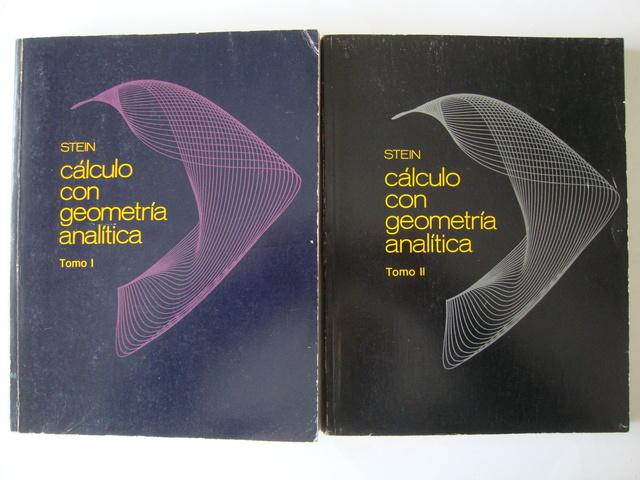 STEIN
cálculo
con
geometría
analítica
Tomo I
STEIN
cálculo
con
geometría
analítica
Tomo II